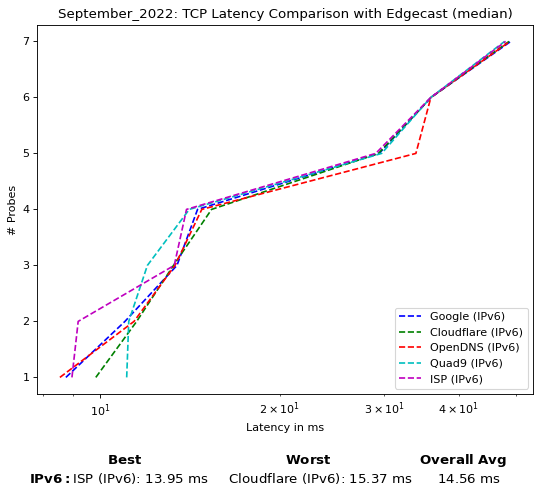 September_2022: TCP Latency Comparison with Edgecast (median)
7
6
5
4
3
2
1
# Probes
10¹
2 × 10¹
3 × 10¹
4 × 10¹
Latency in ms
Google (IPv6)
Cloudflare (IPv6)
OpenDNS (IPv6)
Quad9 (IPv6)
ISP (IPv6)
Best Worst Overall Avg
IPv6: ISP (IPv6): 13.95 ms Cloudflare (IPv6): 15.37 ms 14.56 ms